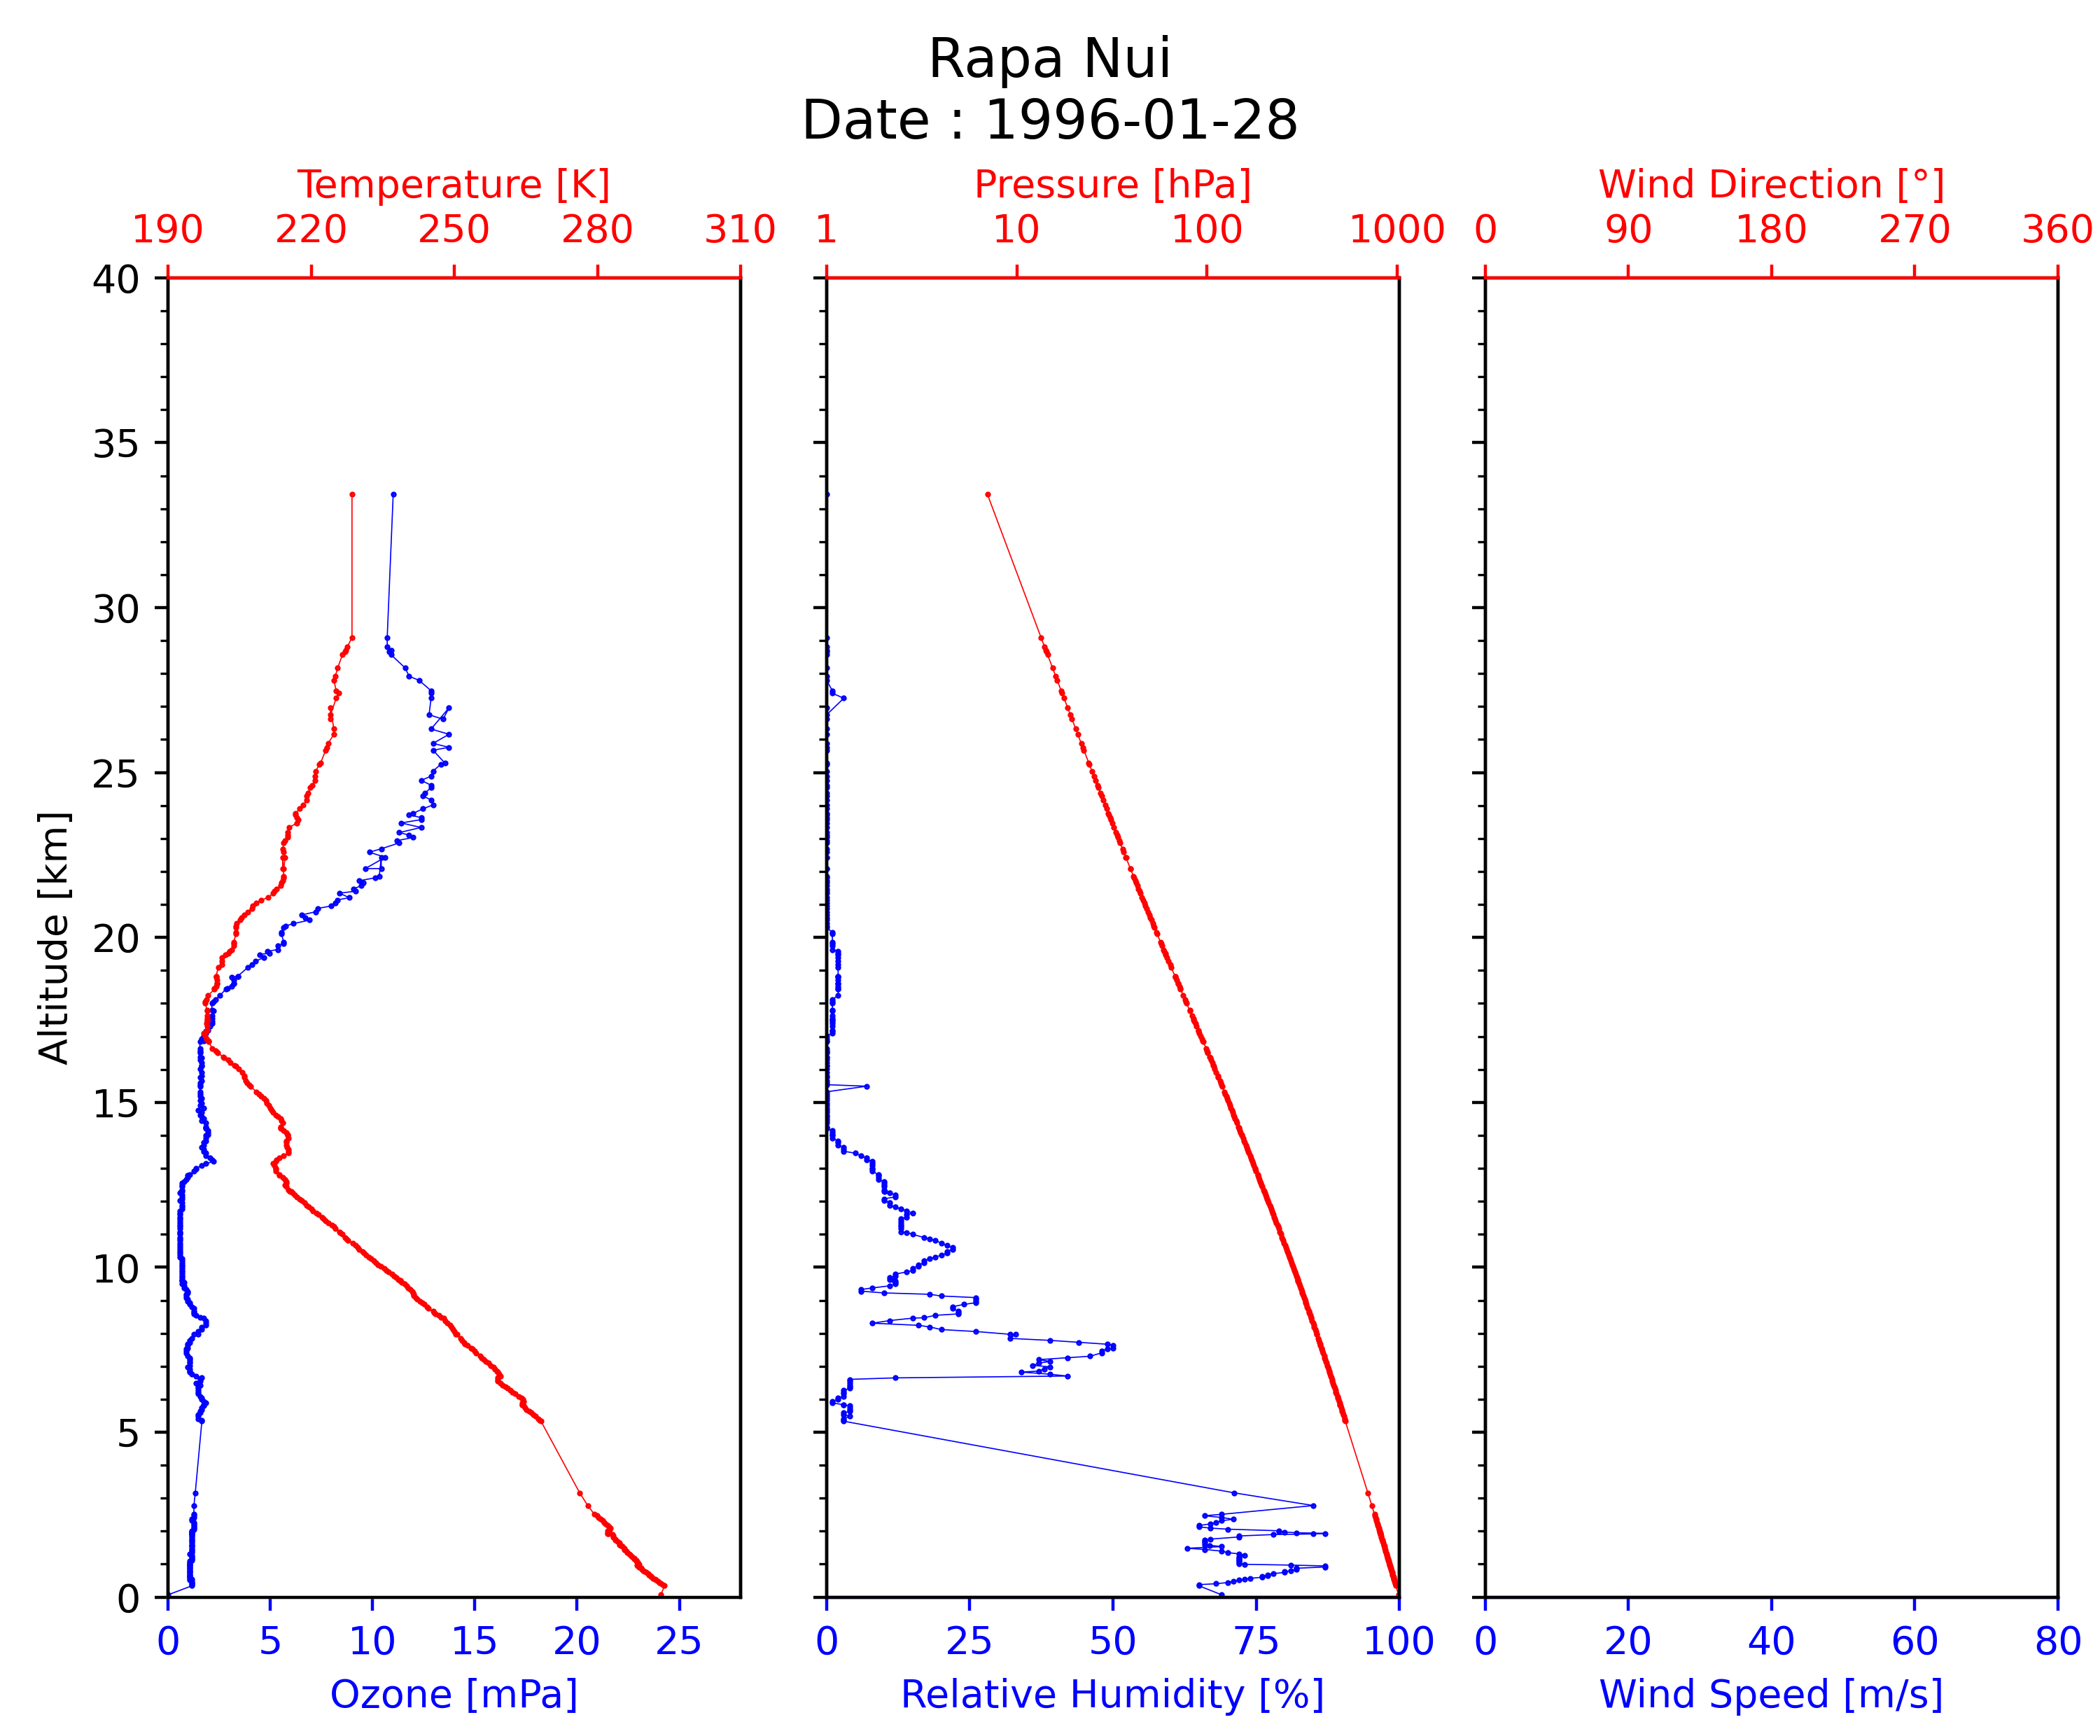 Rapa Nui
Date : 1996-01-28
Temperature [K] Pressure [hPa] Wind Direction [°]
190 220 250 280 310 1 10 100 1000 0 90 180 270 360
40
35
30
25
20
15
10
5
0
Altitude [km]
0 5 10 15 20 25 0 25 50 75 100 0 20 40 60 80
Ozone [mPa] Relative Humidity [%] Wind Speed [m/s]